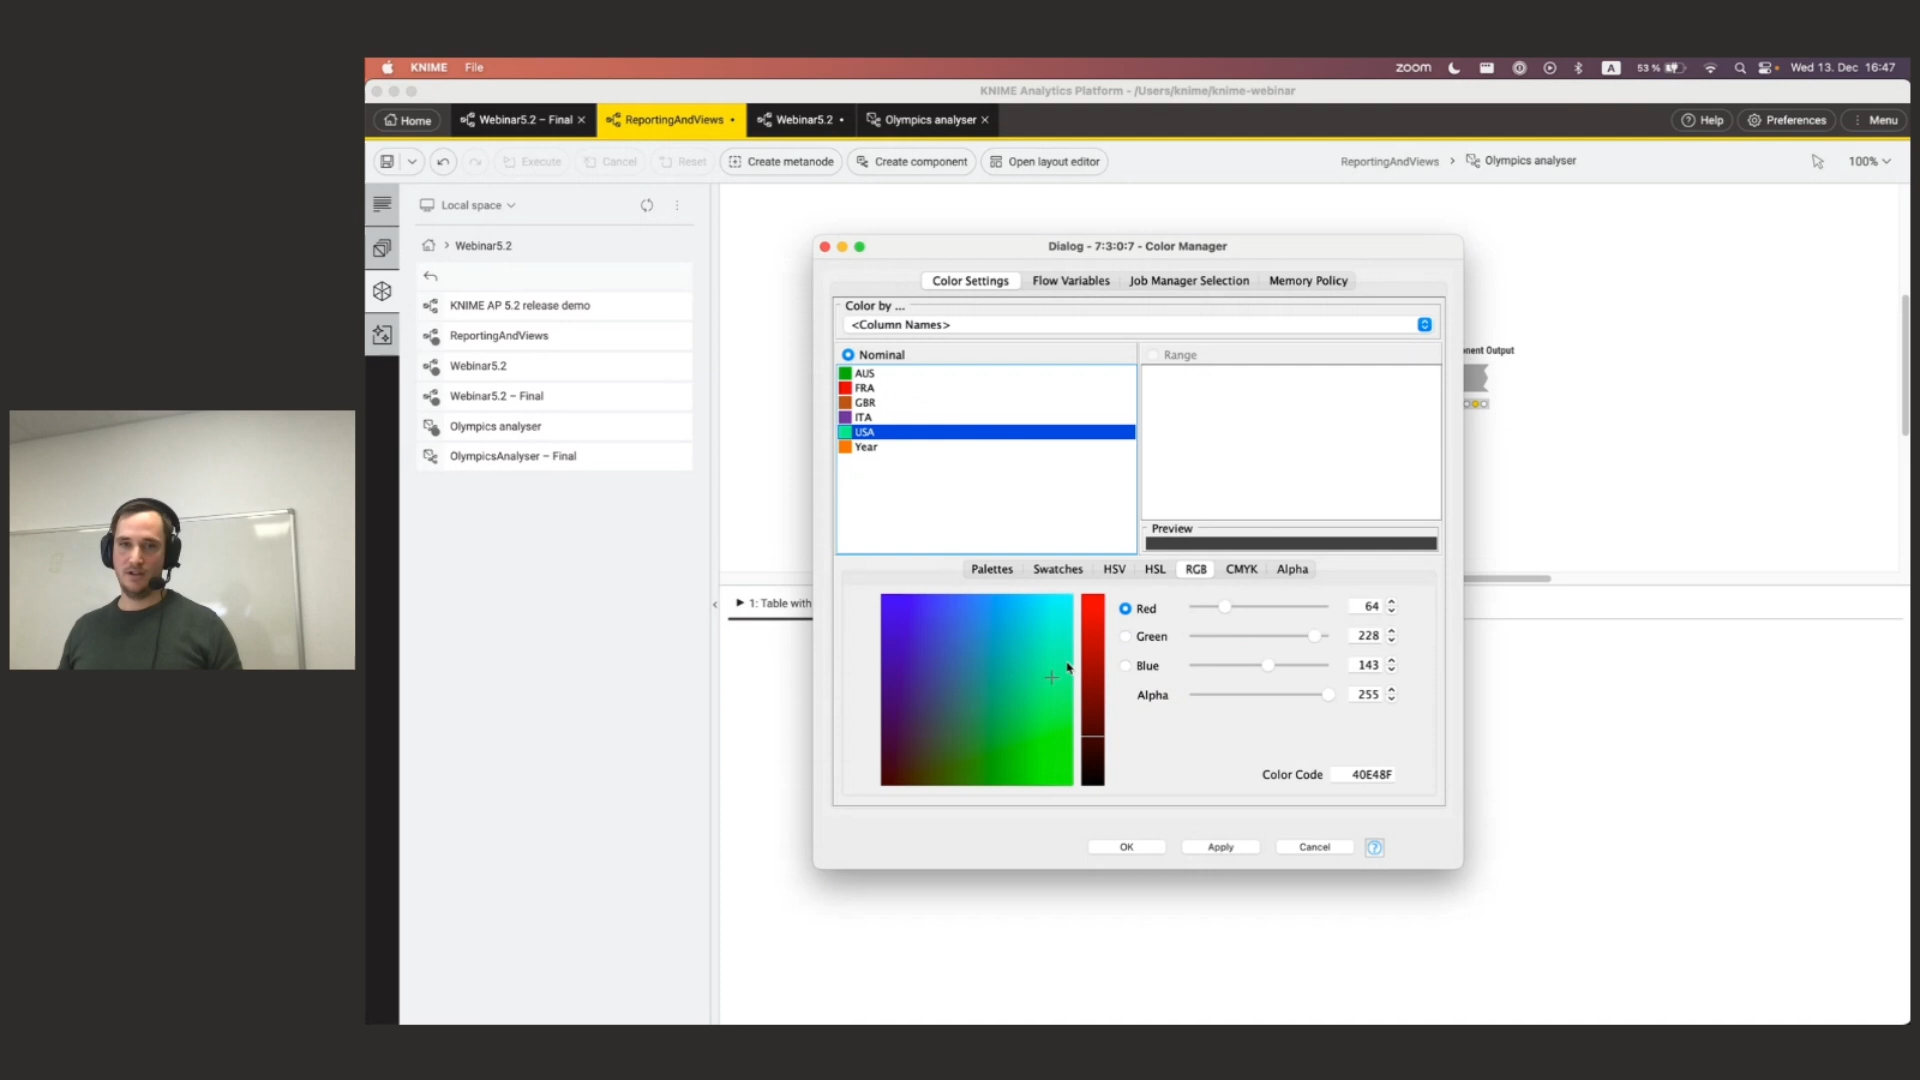 KNIME File
zoom A 53 % Wed 13. Dec 16:47
KNIME Analytics Platform - /Users/knime/knime-webinar
Home Webinar5.2 – Final ReportingAndViews Webinar5.2 Olympics analyser Help Preferences Menu
Execute Cancel Reset Create metanode Create component Open layout editor ReportingAndViews > Olympics analyser 100%
Local space
> Webinar5.2
KNIME AP 5.2 release demo
ReportingAndViews
Webinar5.2
Webinar5.2 – Final
Olympics analyser
OlympicsAnalyser – Final
nent Output
1: Table with
Dialog - 7:3:0:7 - Color Manager
Color Settings Flow Variables Job Manager Selection Memory Policy
Color by ...
<Column Names>
Nominal Range
AUS
FRA
GBR
ITA
USA
Year
Preview
Palettes Swatches HSV HSL RGB CMYK Alpha
Red 64
Green 228
Blue 143
Alpha 255
Color Code 40E48F
OK Apply Cancel ?